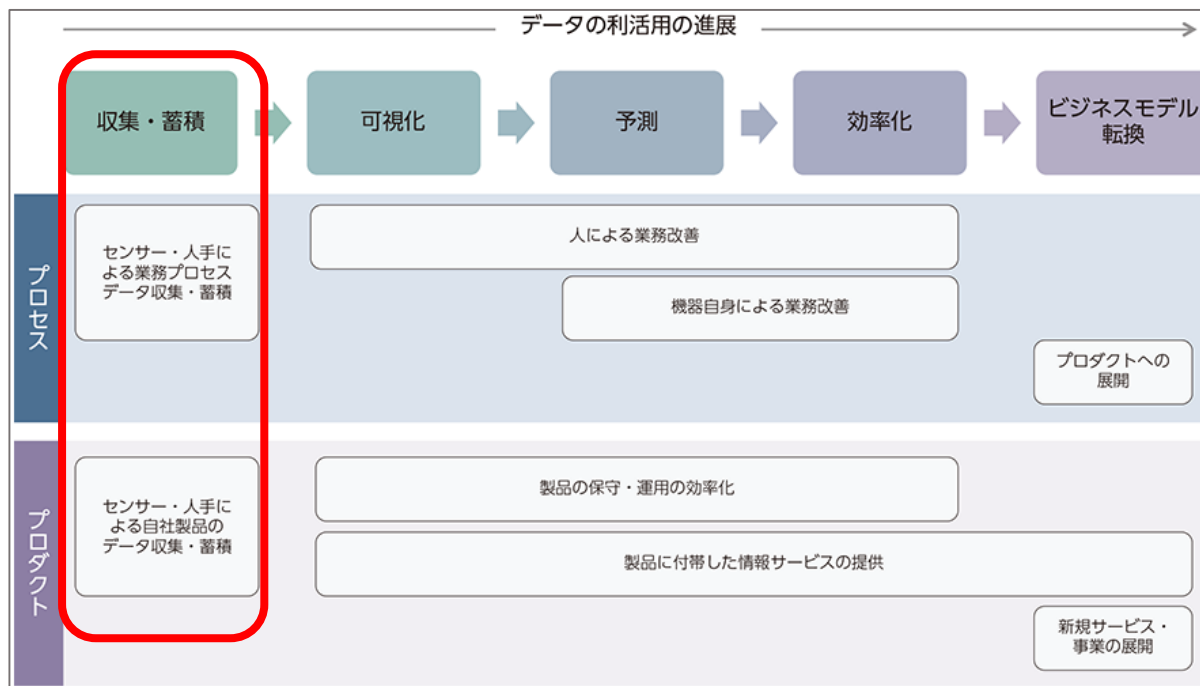 データの利活用の進展
収集・蓄積
可視化
予測
効率化
ビジネスモデル
転換
プロセス
センサー・人手に
よる業務プロセス
データ収集・蓄積
人による業務改善
機器自身による業務改善
プロダクトへの
展開
プロダクト
センサー・人手に
よる自社製品の
データ収集・蓄積
製品の保守・運用の効率化
製品に付帯した情報サービスの提供
新規サービス・
事業の展開